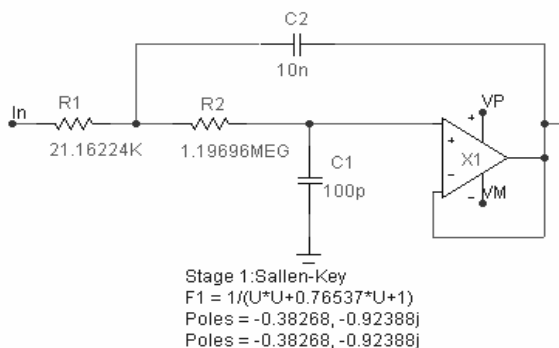 C2
10n
In
R1
21.16224K
R2
1.19696MEG
C1
100p
+
VP
+
X1
-
-
VM
Stage 1:Sallen-Key
F1 = 1/(U*U+0.76537*U+1)
Poles = -0.38268, -0.92388j
Poles = -0.38268, -0.92388j